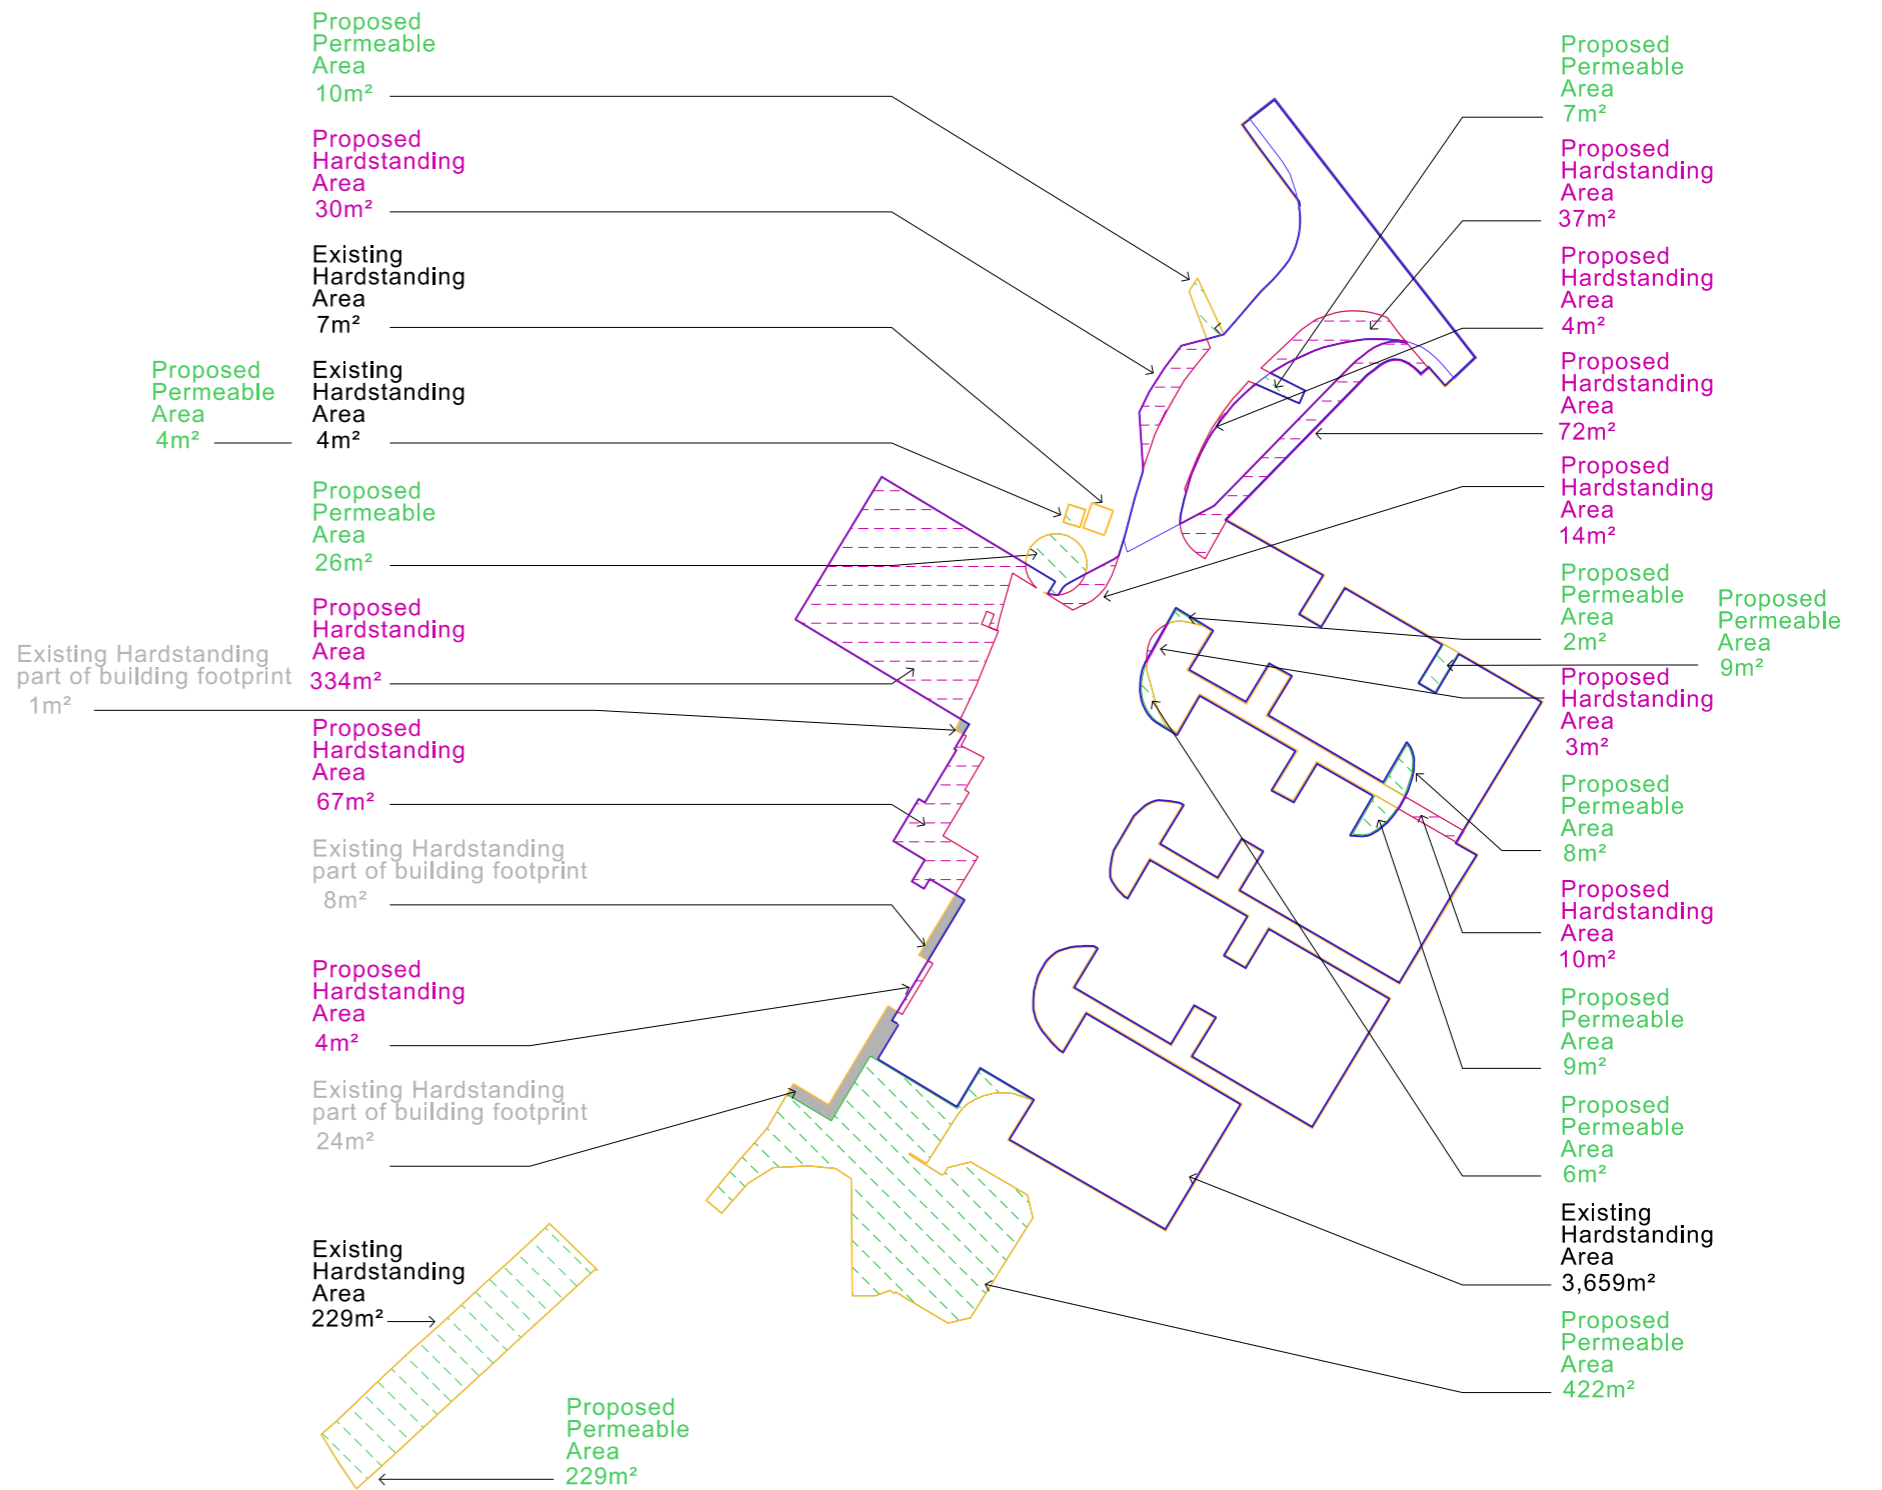 Proposed
Permeable
Area
10m²
Proposed
Hardstanding
Area
30m²
Existing
Hardstanding
Area
7m²
Proposed
Permeable
Area
4m²
Existing
Hardstanding
Area
4m²
Proposed
Permeable
Area
26m²
Proposed
Hardstanding
Area
334m²
Existing Hardstanding
part of building footprint
1m²
Proposed
Hardstanding
Area
67m²
Existing Hardstanding
part of building footprint
8m²
Proposed
Hardstanding
Area
4m²
Existing Hardstanding
part of building footprint
24m²
Existing
Hardstanding
Area
229m²
Proposed
Permeable
Area
229m²
Proposed
Permeable
Area
7m²
Proposed
Hardstanding
Area
37m²
Proposed
Hardstanding
Area
4m²
Proposed
Hardstanding
Area
72m²
Proposed
Hardstanding
Area
14m²
Proposed
Permeable
Area
2m²
Proposed
Permeable
Area
9m²
Proposed
Hardstanding
Area
3m²
Proposed
Permeable
Area
8m²
Proposed
Hardstanding
Area
10m²
Proposed
Permeable
Area
9m²
Proposed
Permeable
Area
6m²
Existing
Hardstanding
Area
3,659m²
Proposed
Permeable
Area
422m²